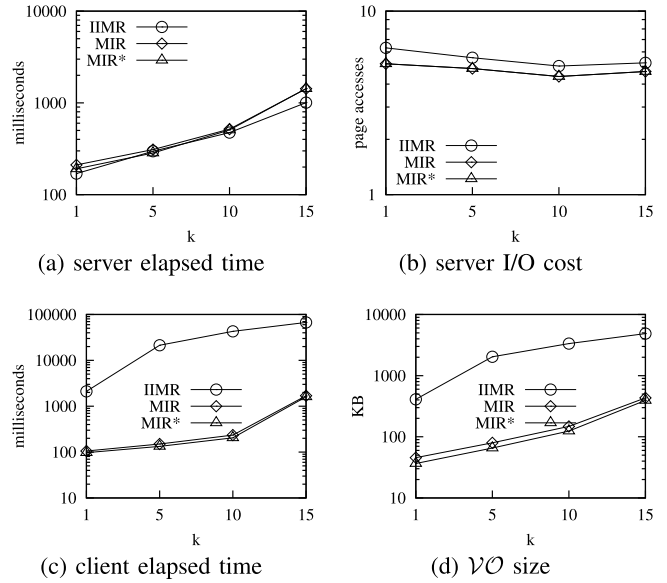 10000
1000
100
milliseconds
IIMR
MIR
MIR*
1 5 10 15
k
(a) server elapsed time
10
1
page accesses
IIMR
MIR
MIR*
1 5 10 15
k
(b) server I/O cost
100000
10000
1000
100
10
milliseconds
IIMR
MIR
MIR*
1 5 10 15
k
(c) client elapsed time
10000
1000
100
10
KB
IIMR
MIR
MIR*
1 5 10 15
k
(d) VO size